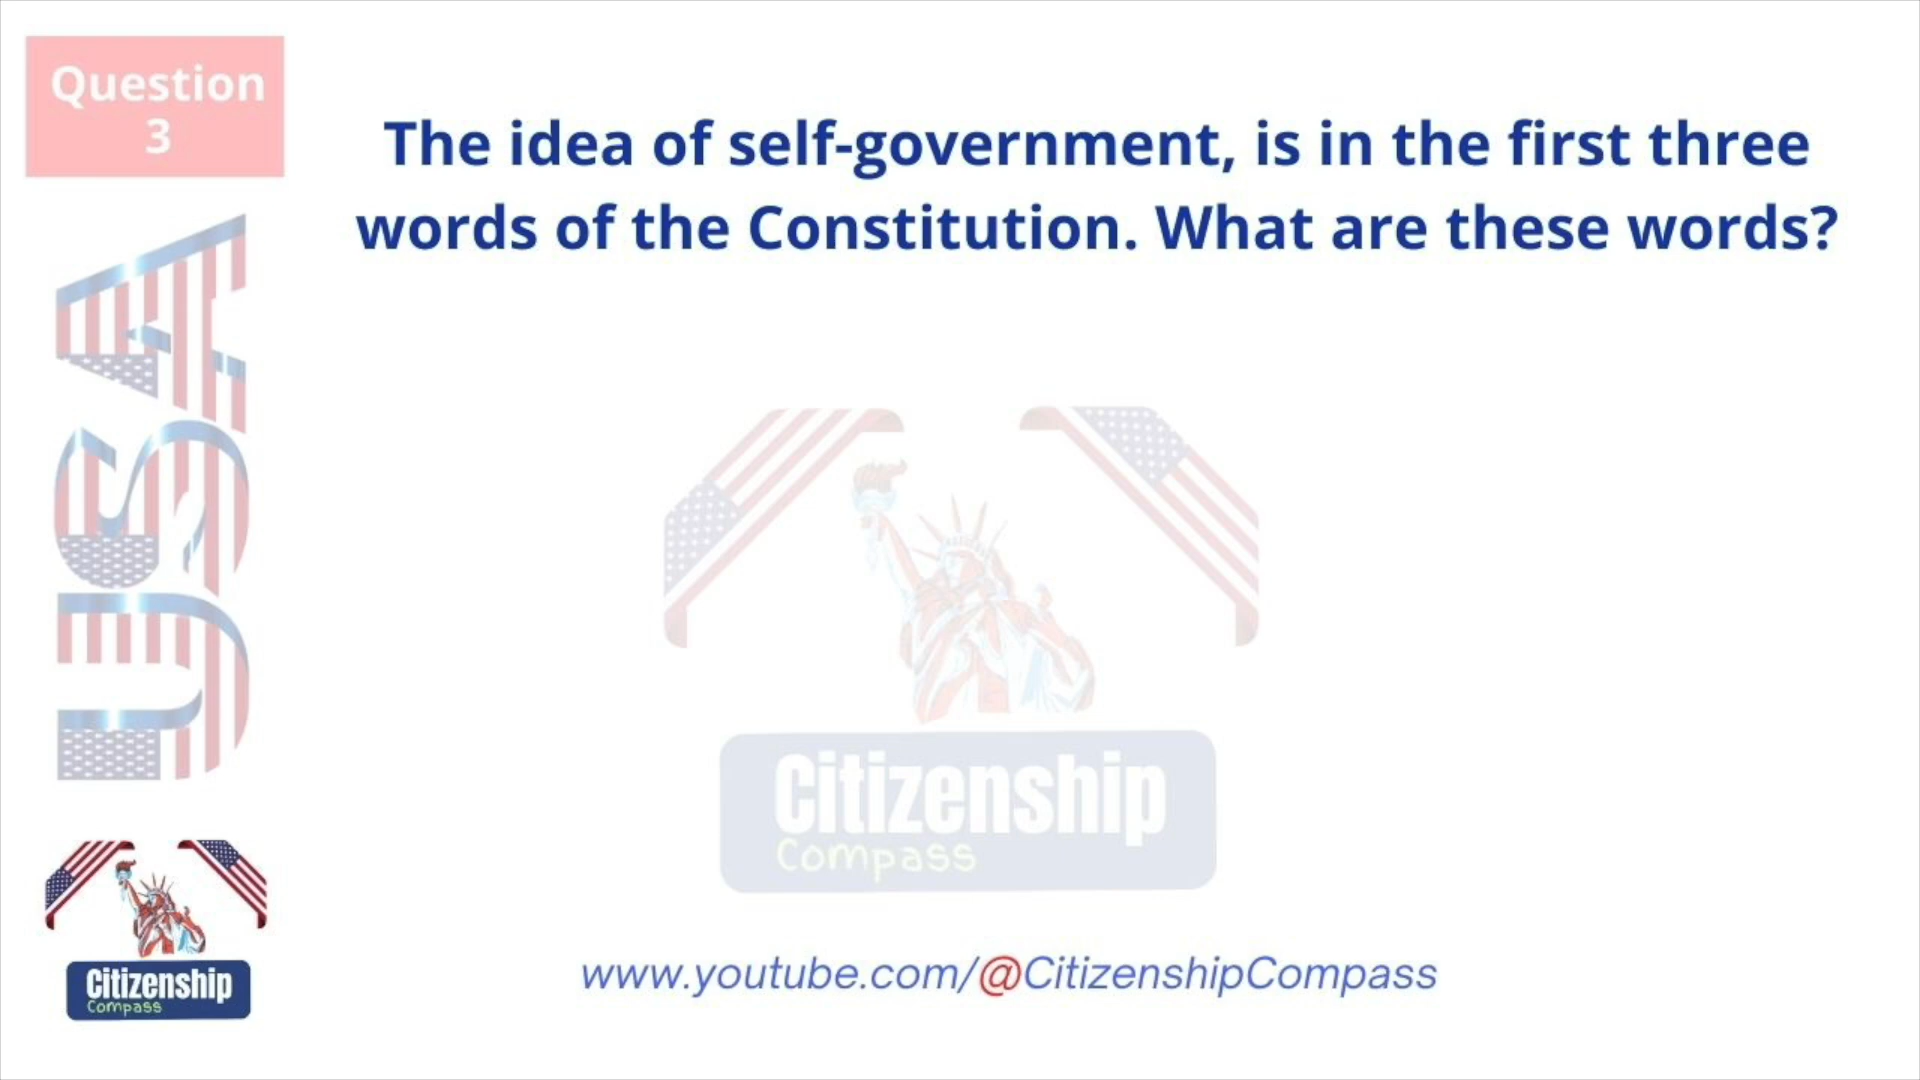 Question
3
The idea of self-government, is in the first three
words of the Constitution. What are these words?
USA
Citizenship
Compass
Citizenship
Compass
www.youtube.com/@CitizenshipCompass